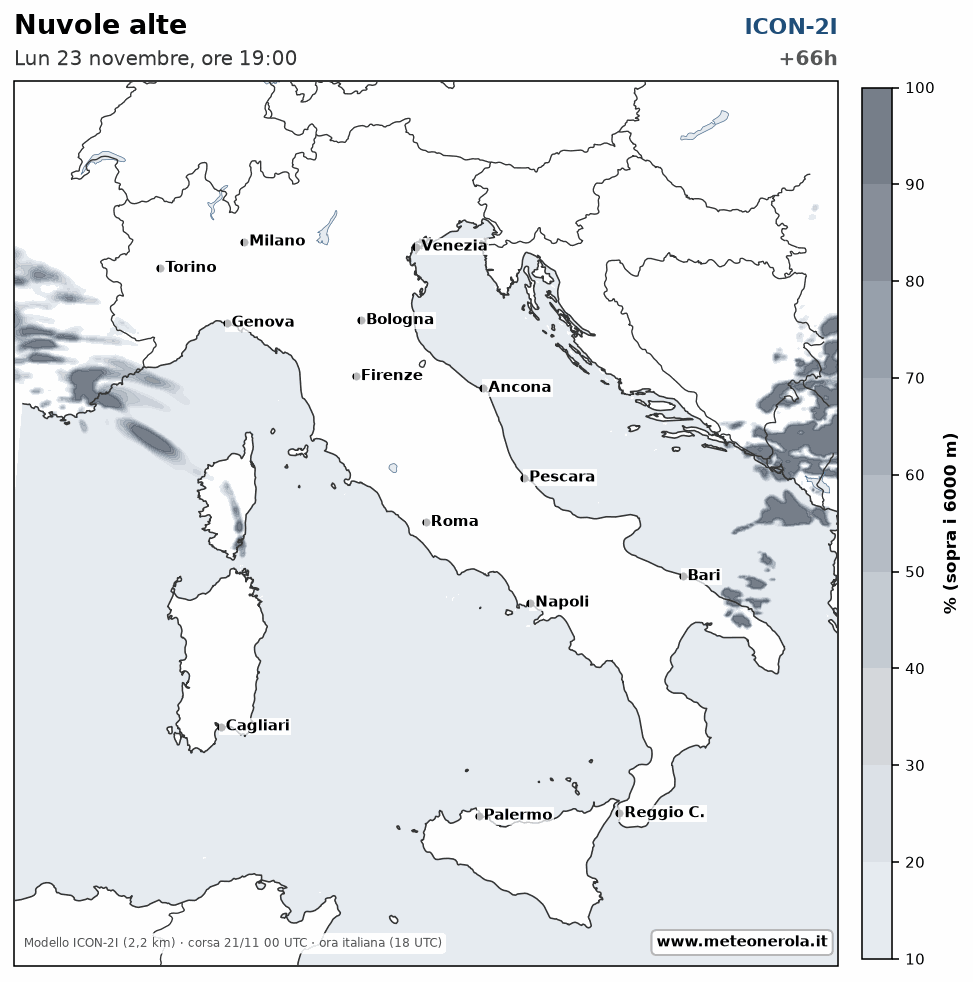 Nuvole alte
ICON-2I
Lun 23 novembre, ore 19:00
+66h
Milano
Venezia
Torino
Genova
Bologna
Firenze
Ancona
Pescara
Roma
Bari
Napoli
Cagliari
Palermo
Reggio C.
Modello ICON-2I (2,2 km) · corsa 21/11 00 UTC · ora italiana (18 UTC)
www.meteonerola.it
100
90
80
70
60
50
40
30
20
10
% (sopra i 6000 m)